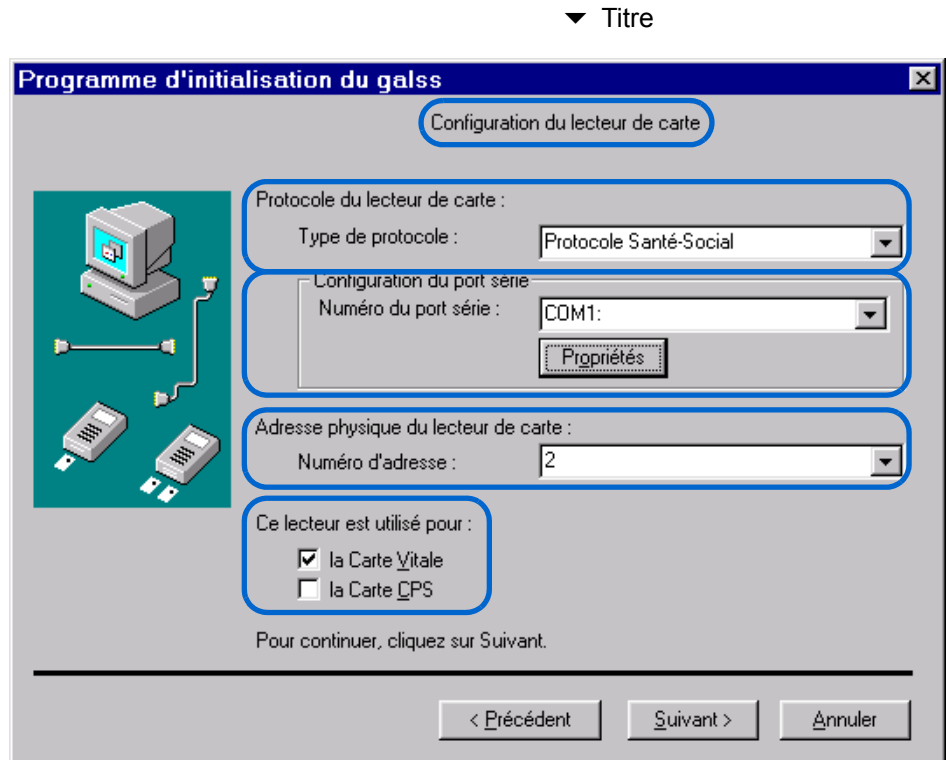 Titre
Programme d'initialisation du galss
Configuration du lecteur de carte
Protocole du lecteur de carte :
Type de protocole : Protocole Santé-Social
Configuration du port série
Numéro du port série : COM1:
Propriétés
Adresse physique du lecteur de carte :
Numéro d'adresse : 2
Ce lecteur est utilisé pour :
la Carte Vitale
la Carte CPS
Pour continuer, cliquez sur Suivant.
< Précédent Suivant > Annuler